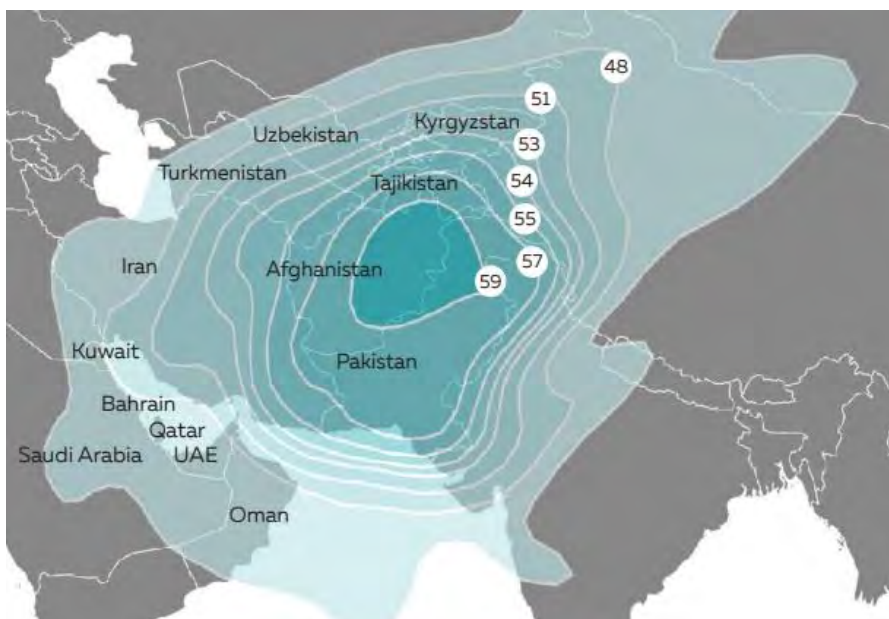 48
51
Kyrgyzstan
Uzbekistan
53
Turkmenistan
Tajikistan
54
55
Iran
Afghanistan
57
59
Kuwait
Pakistan
Bahrain
Qatar
Saudi Arabia
UAE
Oman